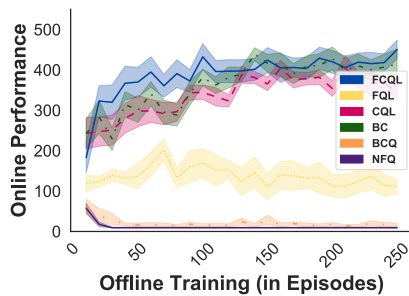 Online Performance
500
400
300
200
100
0
0
50
100
150
200
250
Offline Training (in Episodes)
FCQL
FQL
CQL
BC
BCQ
NFQ